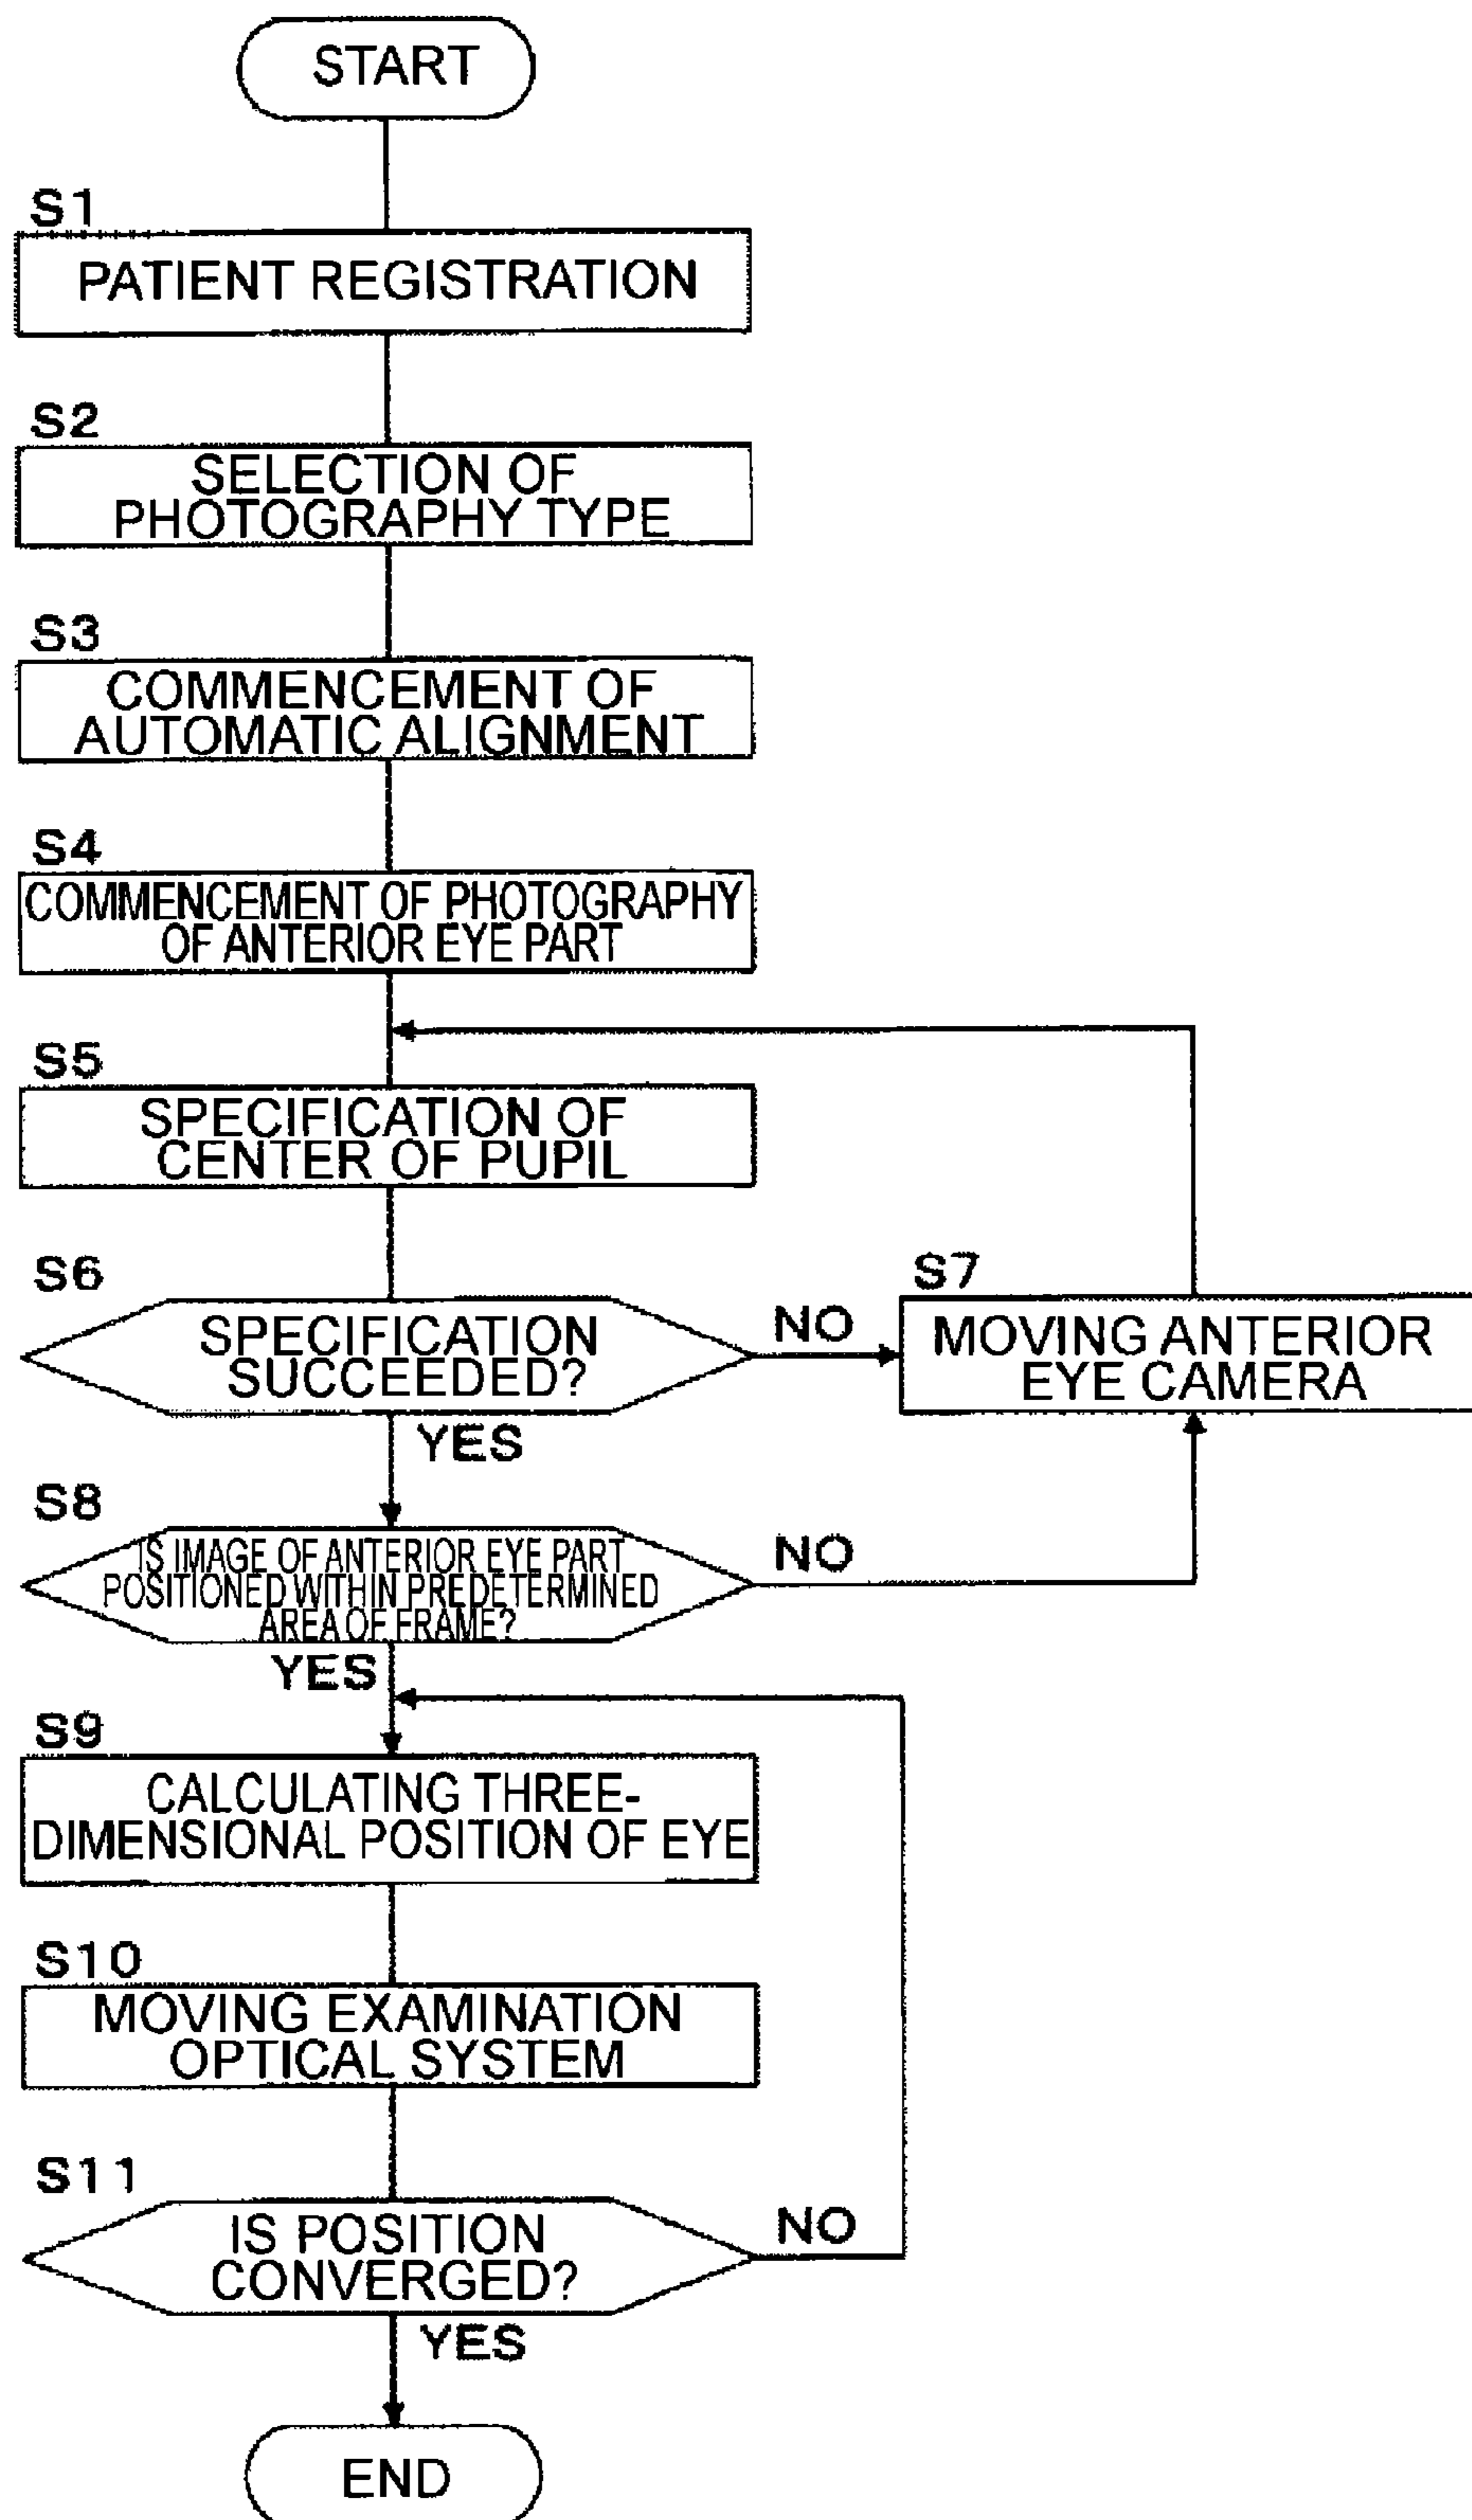 START
S1
PATIENT REGISTRATION
S2
SELECTION OF
PHOTOGRAPHY TYPE
S3
COMMENCEMENT OF
AUTOMATIC ALIGNMENT
S4
COMMENCEMENT OF PHOTOGRAPHY
OF ANTERIOR EYE PART
S5
SPECIFICATION OF
CENTER OF PUPIL
S6
SPECIFICATION
SUCCEEDED?
NO
YES
S7
MOVING ANTERIOR
EYE CAMERA
S8
IS IMAGE OF ANTERIOR EYE PART
POSITIONED WITHIN PREDETERMINED
AREA OF FRAME?
NO
YES
S9
CALCULATING THREE-
DIMENSIONAL POSITION OF EYE
S10
MOVING EXAMINATION
OPTICAL SYSTEM
S11
IS POSITION
CONVERGED?
NO
YES
END